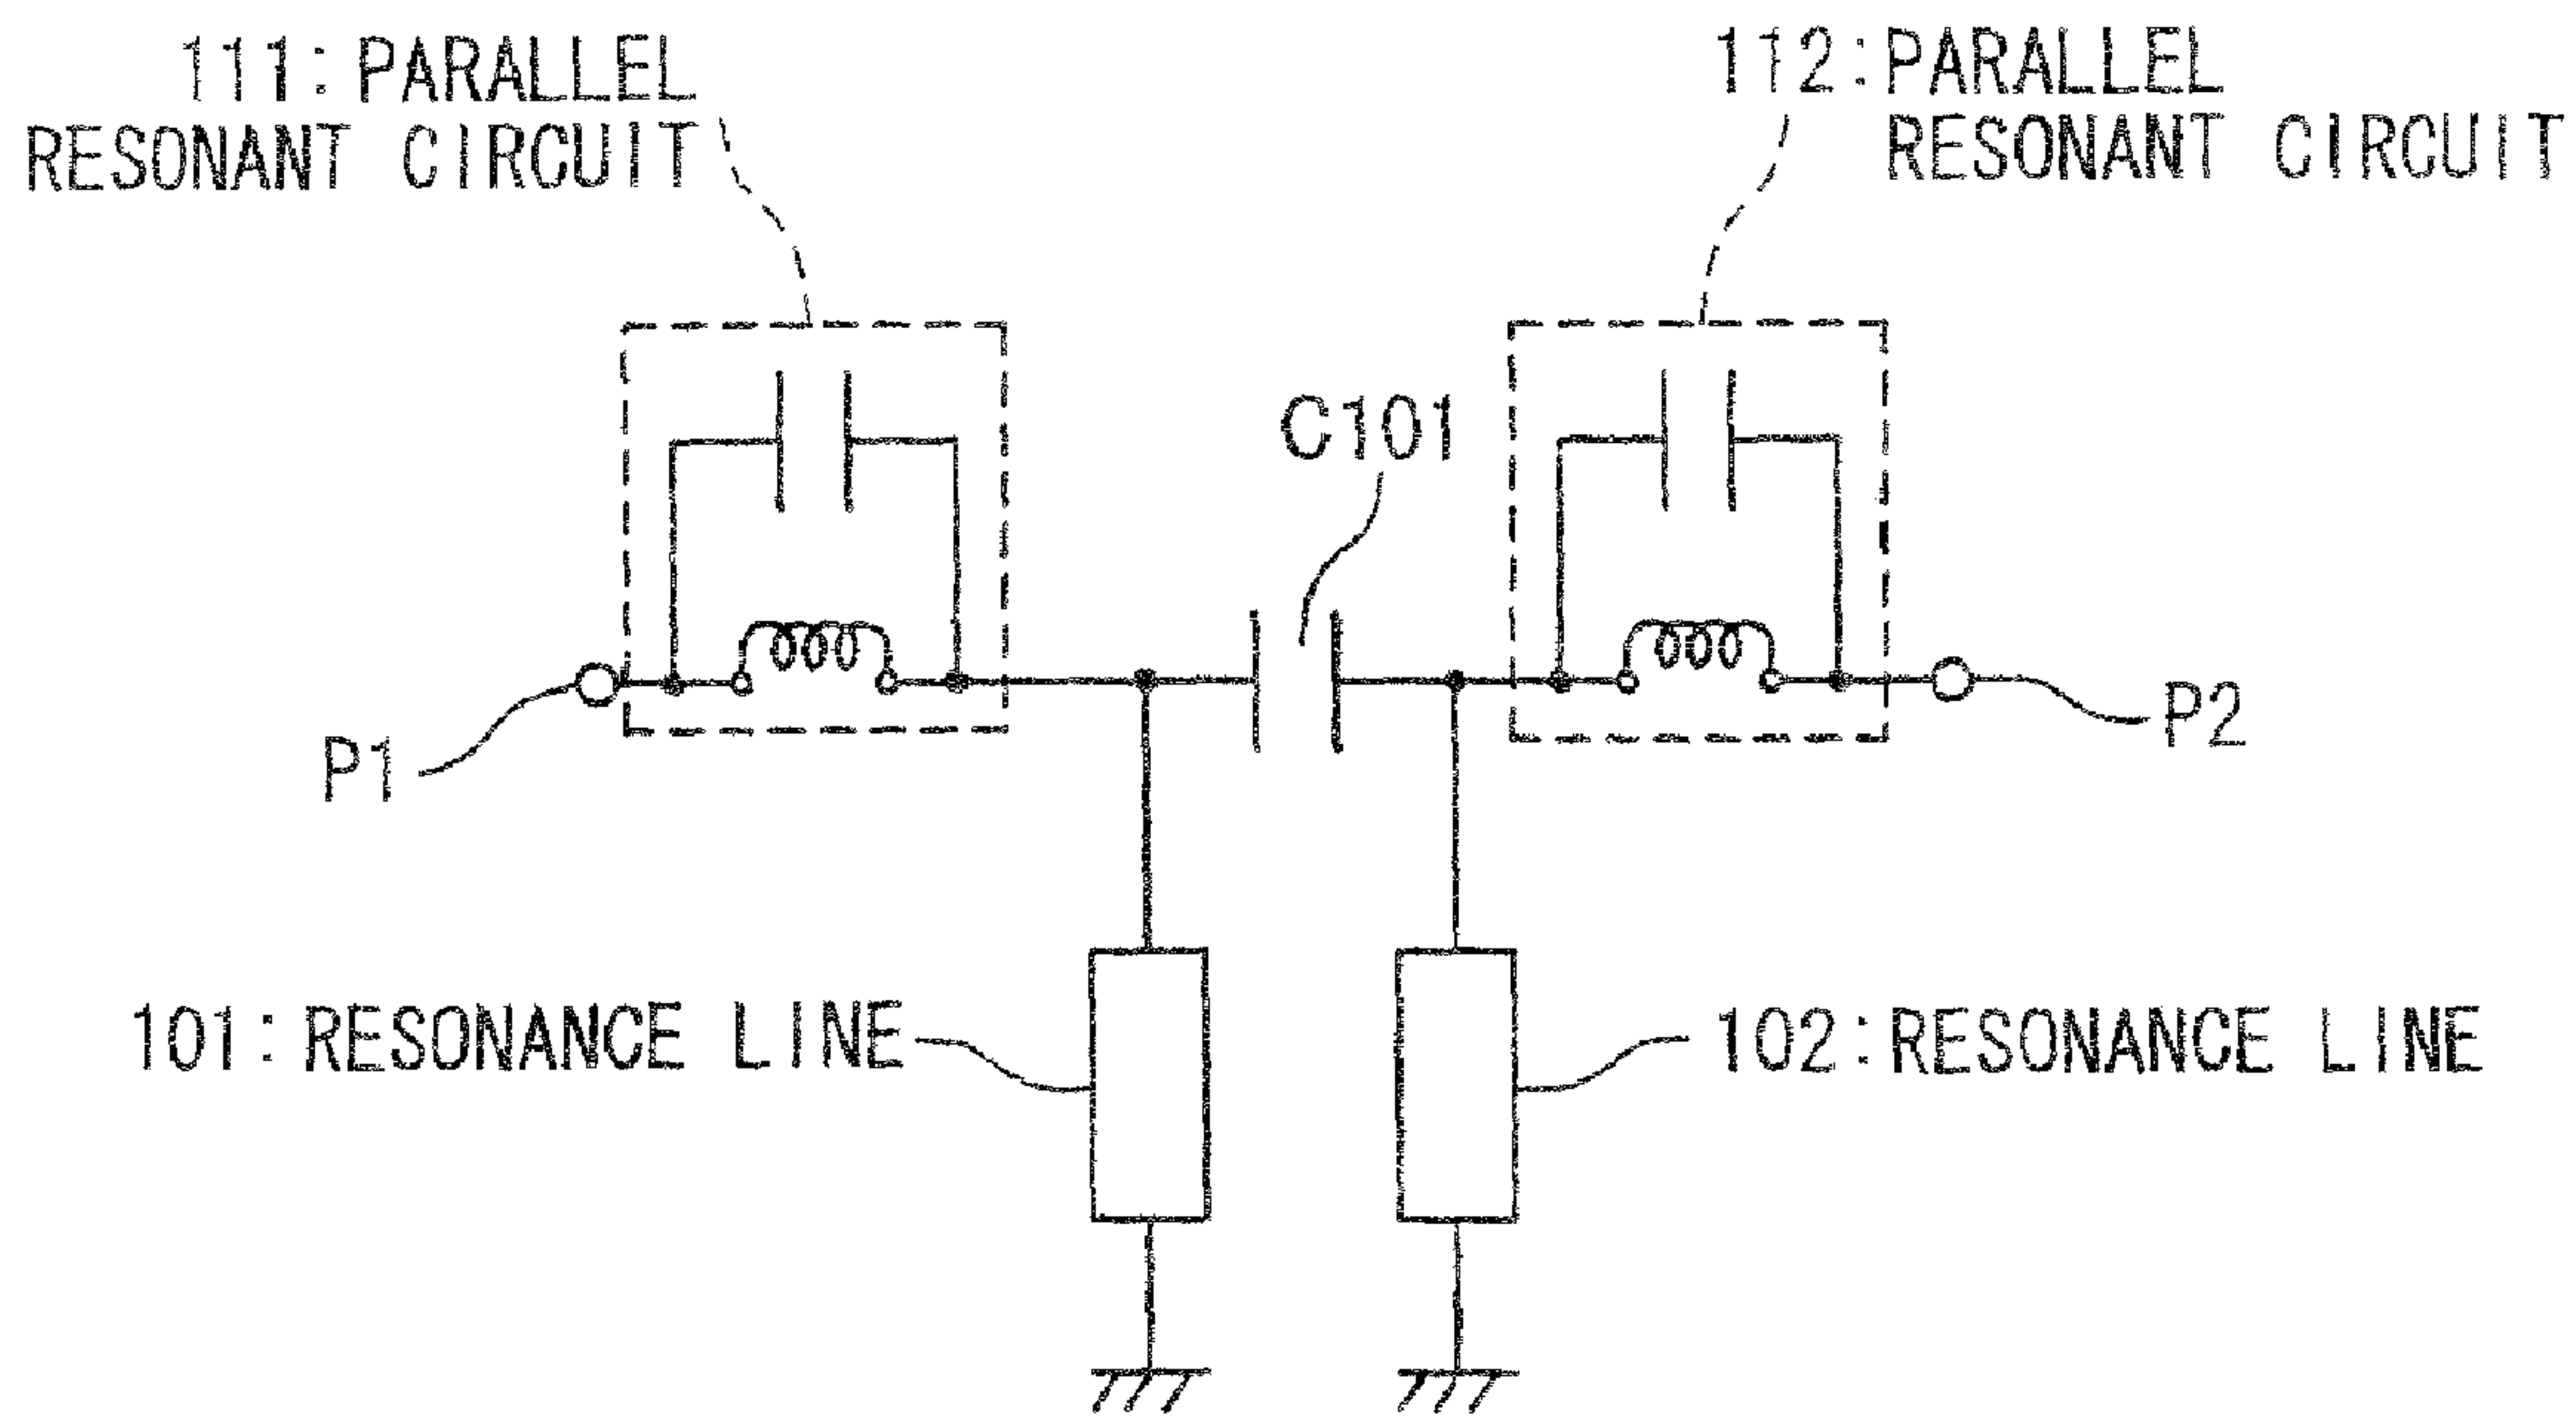 111: PARALLEL
RESONANT CIRCUIT
112: PARALLEL
RESONANT CIRCUIT
C101
P1
P2
101: RESONANCE LINE
102: RESONANCE LINE